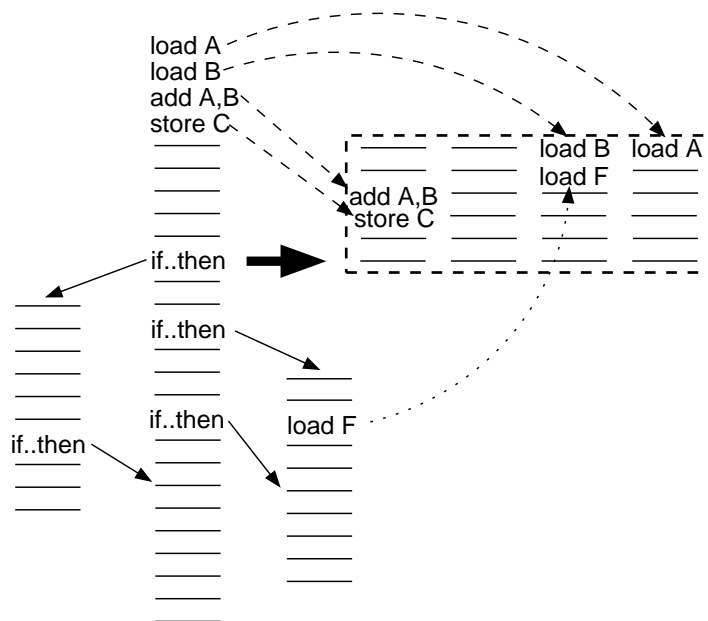 load A
load B
add A,B
store C
load B
load A
load F
add A,B
store C
if..then
if..then
if..then
load F
if..then